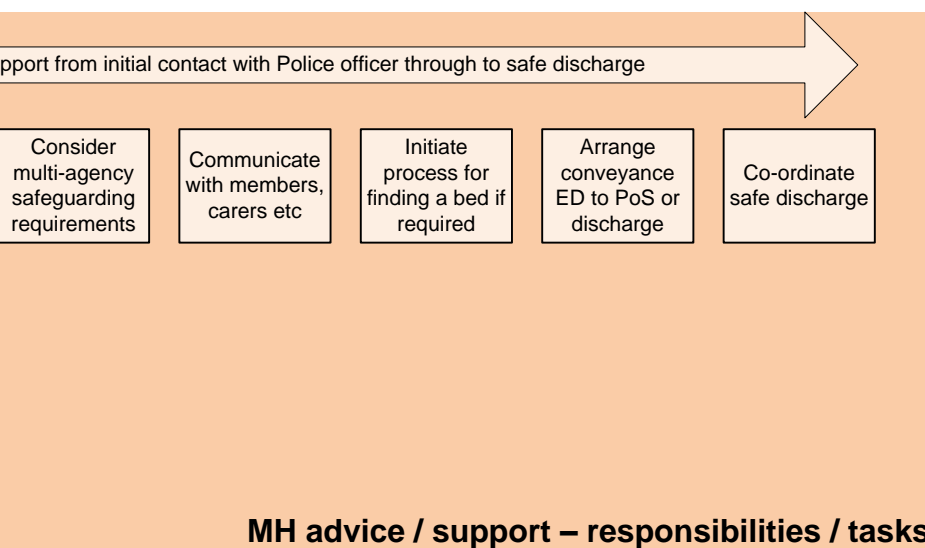 pport from initial contact with Police officer through to safe discharge
Consider
multi-agency
safeguarding
requirements
Communicate
with members,
carers etc
Initiate
process for
finding a bed if
required
Arrange
conveyance
ED to PoS or
discharge
Co-ordinate
safe discharge
MH advice / support – responsibilities / tasks